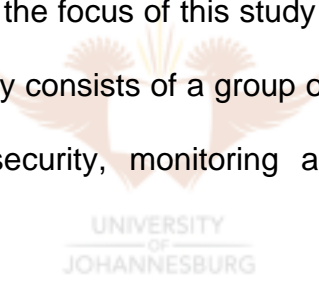 the focus of this study
y consists of a group o
security, monitoring a
UNIVERSITY
OF
JOHANNESBURG